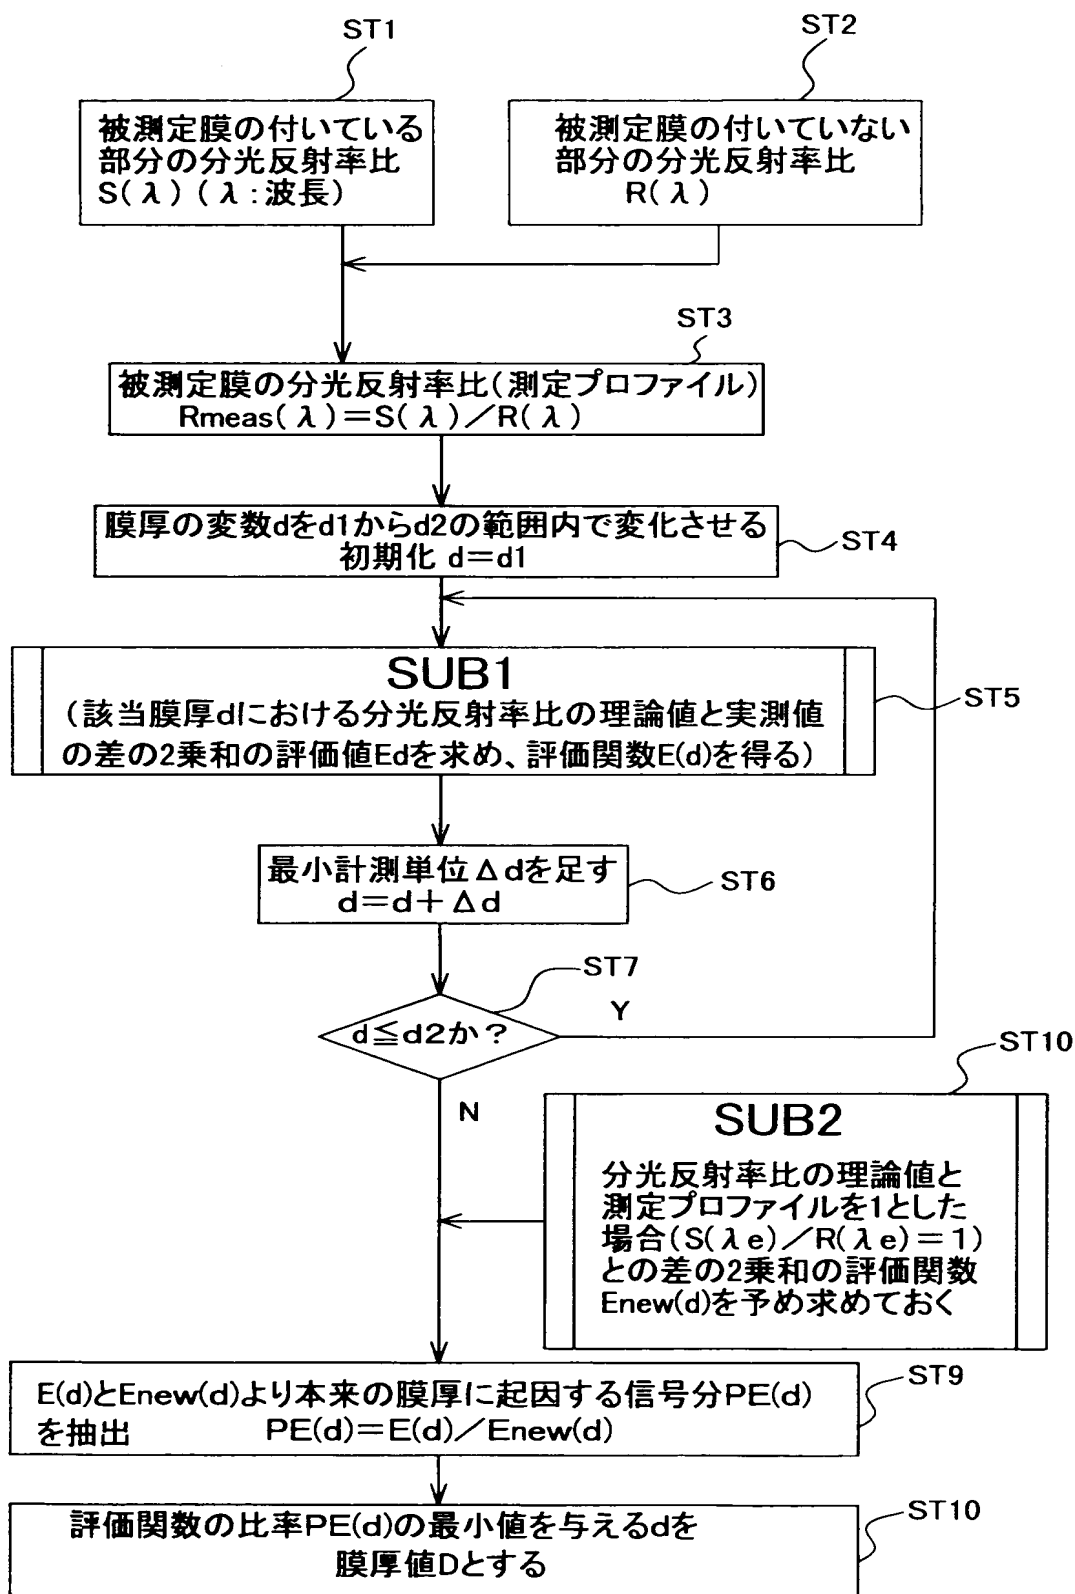 ST1
ST2
被測定膜の付いている
部分の分光反射率比
S(λ)(λ:波長)
被測定膜の付いていない
部分の分光反射率比
R(λ)
ST3
被測定膜の分光反射率比(測定プロファイル)
Rmeas(λ)=S(λ)/R(λ)
膜厚の変数dをd1からd2の範囲内で変化させる
初期化 d=d1
ST4
SUB1
(該当膜厚dにおける分光反射率比の理論値と実測値
の差の2乗和の評価値Edを求め、評価関数E(d)を得る)
ST5
最小計測単位Δdを足す
d=d+Δd
ST6
ST7
d≦d2か?
Y
N
ST10
SUB2
分光反射率比の理論値と
測定プロファイルを1とした
場合(S(λe)/R(λe)=1)
との差の2乗和の評価関数
Enew(d)を予め求めておく
ST9
E(d)とEnew(d)より本来の膜厚に起因する信号分PE(d)
を抽出 PE(d)=E(d)/Enew(d)
ST10
評価関数の比率PE(d)の最小値を与えるdを
膜厚値Dとする